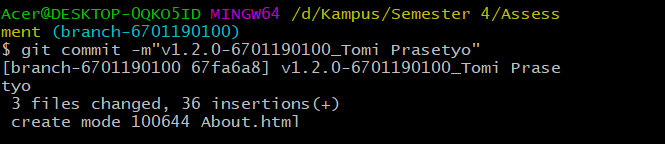 Acer@DESKTOP-0QKO5ID MINGW64 /d/Kampus/Semester 4/Assess
ment (branch-6701190100)
$ git commit -m"v1.2.0-6701190100_Tomi Prasetyo"
[branch-6701190100 67fa6a8] v1.2.0-6701190100_Tomi Prase
tyo
 3 files changed, 36 insertions(+)
 create mode 100644 About.html